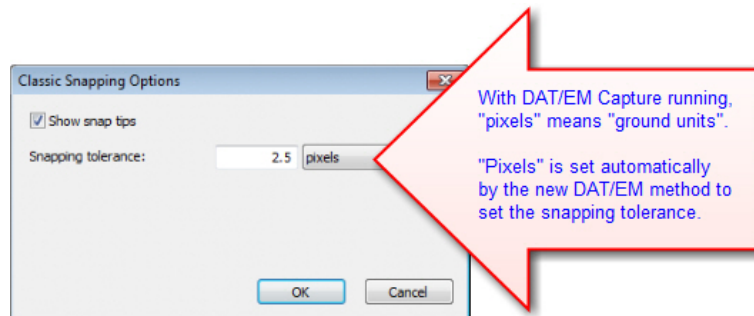 Classic Snapping Options
Show snap tips
Snapping tolerance: 2.5 pixels
OK Cancel
With DAT/EM Capture running,
"pixels" means "ground units".
"Pixels" is set automatically
by the new DAT/EM method to
set the snapping tolerance.